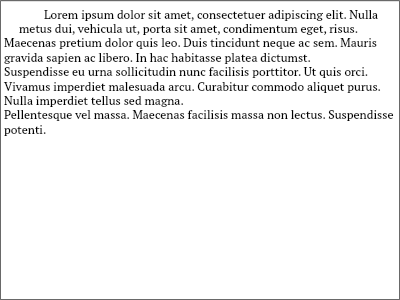 Lorem ipsum dolor sit amet, consectetuer adipiscing elit. Nulla
metus dui, vehicula ut, porta sit amet, condimentum eget, risus.
Maecenas pretium dolor quis leo. Duis tincidunt neque ac sem. Mauris
gravida sapien ac libero. In hac habitasse platea dictumst.
Suspendisse eu urna sollicitudin nunc facilisis porttitor. Ut quis orci.
Vivamus imperdiet malesuada arcu. Curabitur commodo aliquet purus.
Nulla imperdiet tellus sed magna.
Pellentesque vel massa. Maecenas facilisis massa non lectus. Suspendisse
potenti.